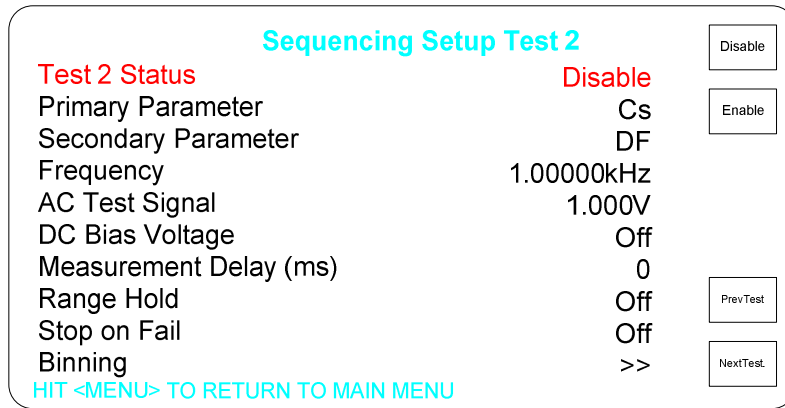 Sequencing Setup Test 2
Disable
Test 2 Status Disable
Primary Parameter Cs
Enable
Secondary Parameter DF
Frequency 1.00000kHz
AC Test Signal 1.000V
DC Bias Voltage Off
Measurement Delay (ms) 0
Range Hold Off
PrevTest
Stop on Fail Off
Binning >>
NextTest.
HIT <MENU> TO RETURN TO MAIN MENU